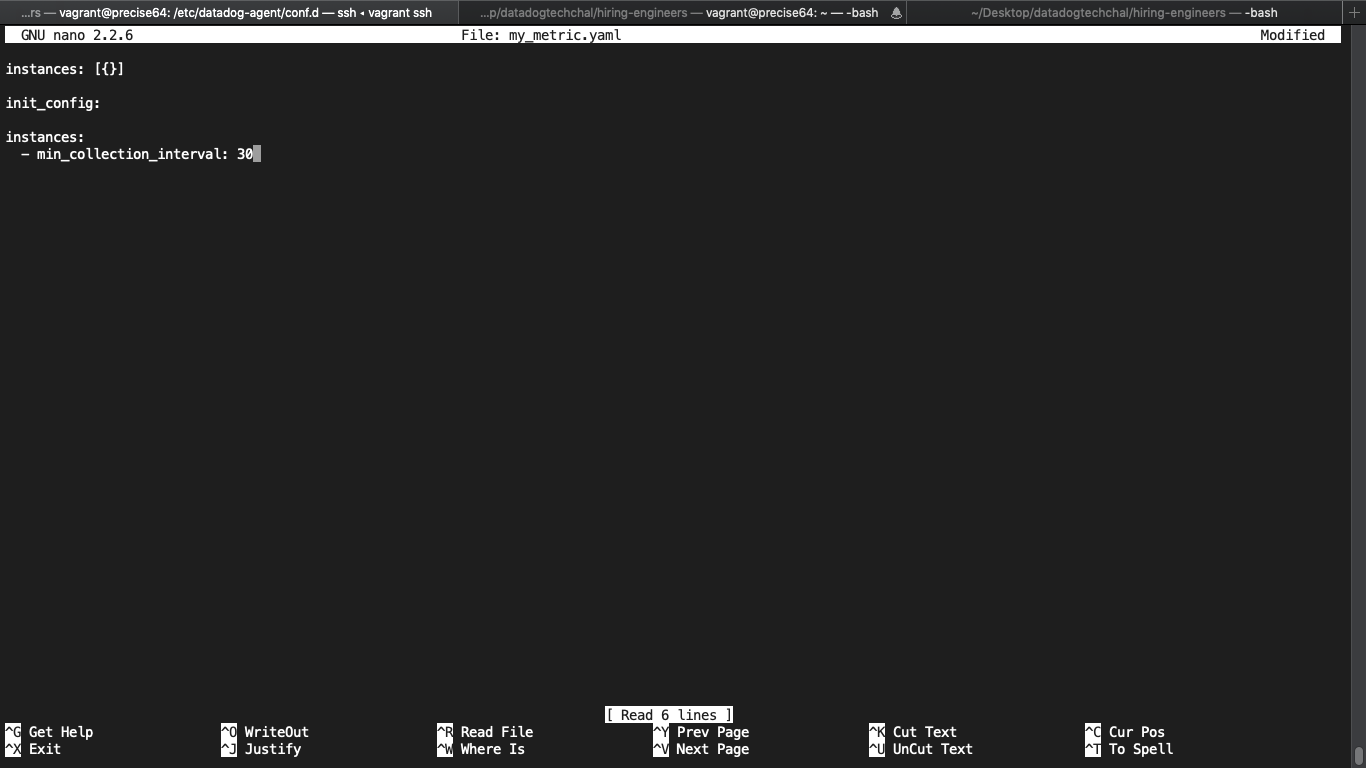 ...rs — vagrant@precise64: /etc/datadog-agent/conf.d — ssh ◂ vagrant ssh
...p/datadogtechchal/hiring-engineers — vagrant@precise64: ~ — -bash
~/Desktop/datadogtechchal/hiring-engineers — -bash
GNU nano 2.2.6 File: my_metric.yaml Modified
instances: [{}]
init_config:
instances:
- min_collection_interval: 30
[ Read 6 lines ]
^G Get Help ^O WriteOut ^R Read File ^Y Prev Page ^K Cut Text ^C Cur Pos
^X Exit ^J Justify ^W Where Is ^V Next Page ^U UnCut Text ^T To Spell